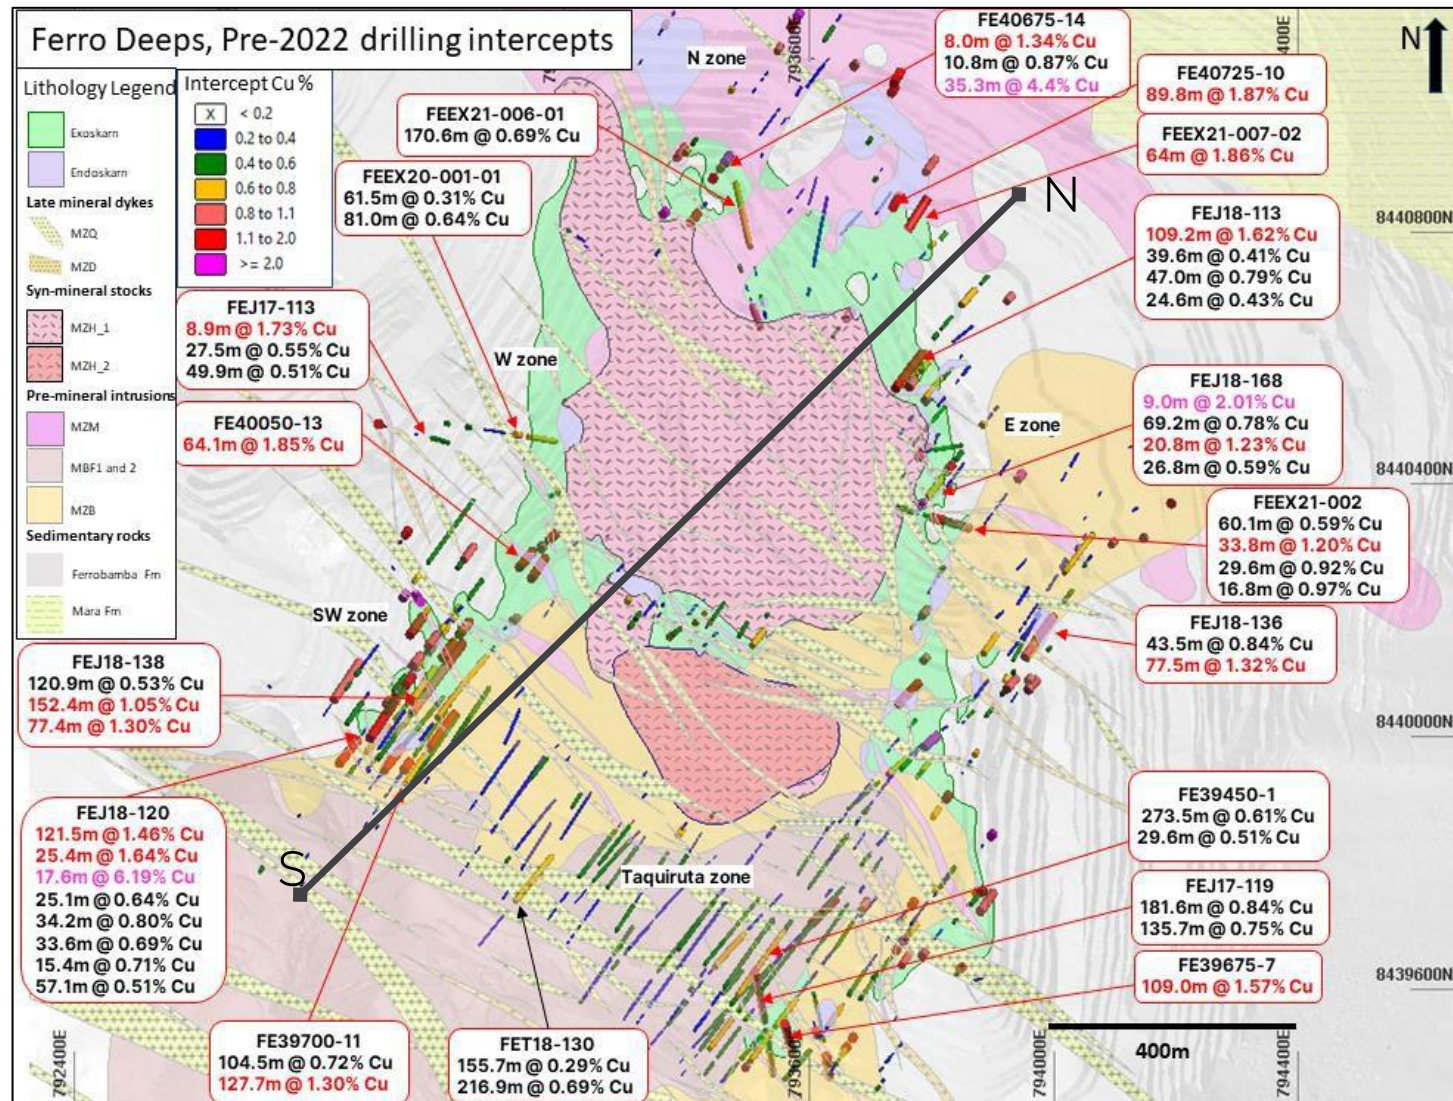 Ferro Deeps, Pre-2022 drilling intercepts
Lithology Legend
Exoskarn
Endoskarn
Late mineral dykes
MZQ
MZD
Syn-mineral stocks
MZH_1
MZH_2
Pre-mineral intrusions
MZM
MBF1 and 2
MZB
Sedimentary rocks
Ferrobamba Fm
Mara Fm
Intercept Cu %
X < 0.2
0.2 to 0.4
0.4 to 0.6
0.6 to 0.8
0.8 to 1.1
1.1 to 2.0
>= 2.0
N zone
793600E
N
FE40675-14
8.0m @ 1.34% Cu
10.8m @ 0.87% Cu
35.3m @ 4.4% Cu
FE40725-10
89.8m @ 1.87% Cu
FEEX21-007-02
64m @ 1.86% Cu
FEEX21-006-01
170.6m @ 0.69% Cu
FEEX20-001-01
61.5m @ 0.31% Cu
81.0m @ 0.64% Cu
N
8440800N
FEJ18-113
109.2m @ 1.62% Cu
39.6m @ 0.41% Cu
47.0m @ 0.79% Cu
24.6m @ 0.43% Cu
FEJ17-113
8.9m @ 1.73% Cu
27.5m @ 0.55% Cu
49.9m @ 0.51% Cu
W zone
FE40050-13
64.1m @ 1.85% Cu
E zone
FEJ18-168
9.0m @ 2.01% Cu
69.2m @ 0.78% Cu
20.8m @ 1.23% Cu
26.8m @ 0.59% Cu
8440400N
FEEX21-002
60.1m @ 0.59% Cu
33.8m @ 1.20% Cu
29.6m @ 0.92% Cu
16.8m @ 0.97% Cu
SW zone
FEJ18-136
43.5m @ 0.84% Cu
77.5m @ 1.32% Cu
FEJ18-138
120.9m @ 0.53% Cu
152.4m @ 1.05% Cu
77.4m @ 1.30% Cu
8440000N
FEJ18-120
121.5m @ 1.46% Cu
25.4m @ 1.64% Cu
17.6m @ 6.19% Cu
25.1m @ 0.64% Cu
34.2m @ 0.80% Cu
33.6m @ 0.69% Cu
15.4m @ 0.71% Cu
57.1m @ 0.51% Cu
S
Taquiruta zone
FE39450-1
273.5m @ 0.61% Cu
29.6m @ 0.51% Cu
FEJ17-119
181.6m @ 0.84% Cu
135.7m @ 0.75% Cu
FE39675-7
109.0m @ 1.57% Cu
8439600N
FE39700-11
104.5m @ 0.72% Cu
127.7m @ 1.30% Cu
FET18-130
155.7m @ 0.29% Cu
216.9m @ 0.69% Cu
400m
792400E
793600
794000E
794400E